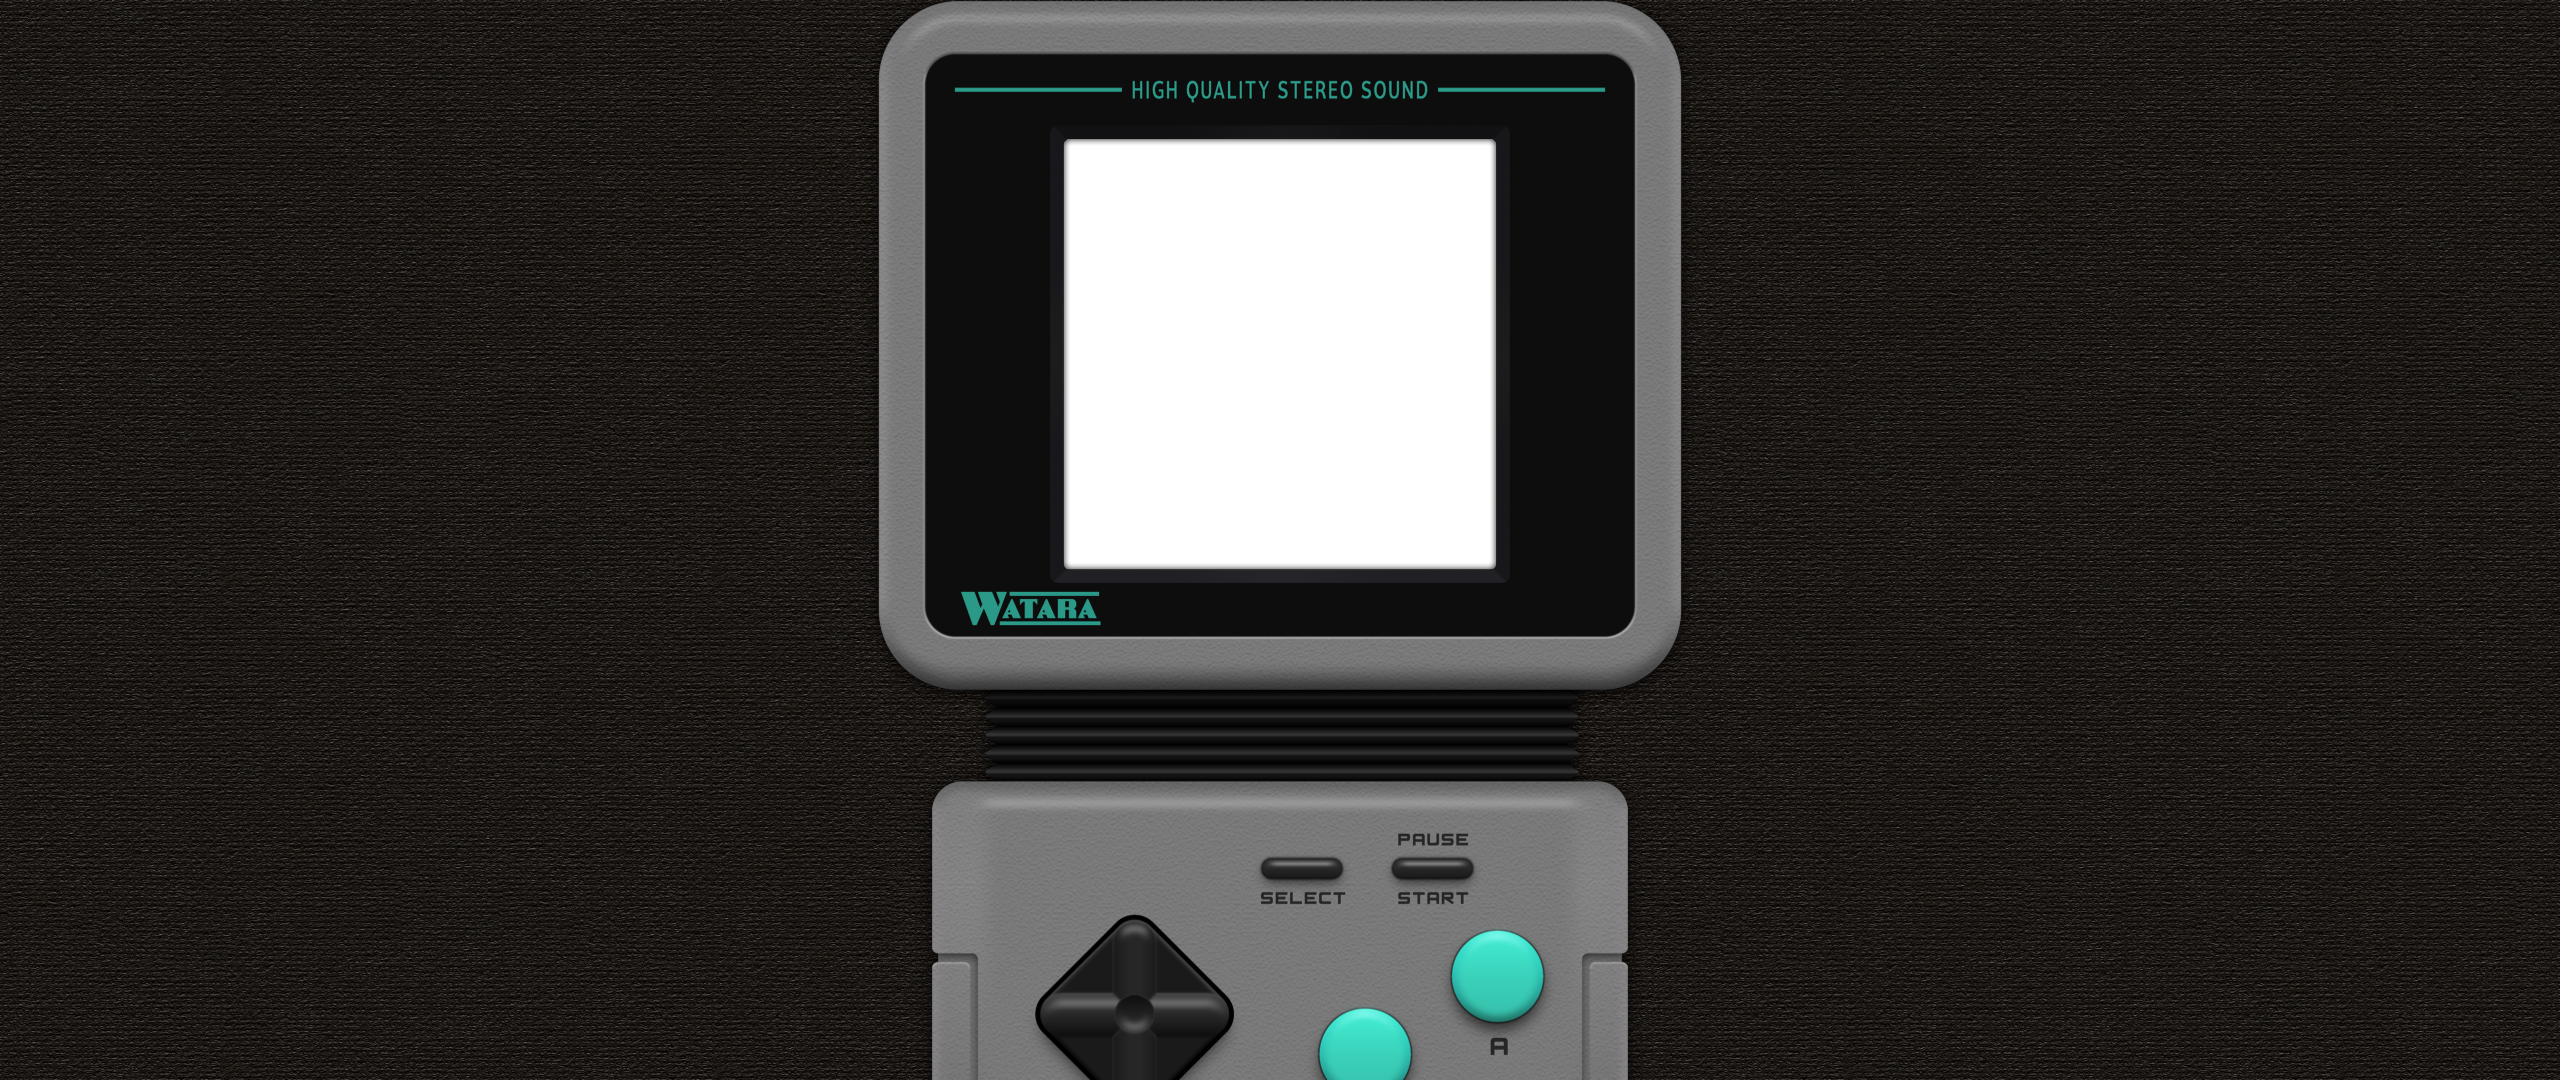 HIGH QUALITY STEREO SOUND
WATARA
PAUSE
SELECT START
A